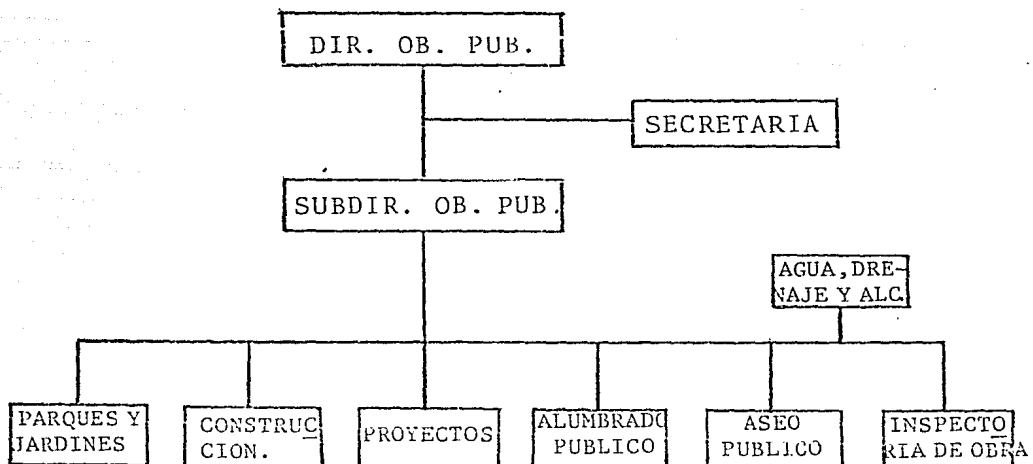 DIR. OB. PUB.
SECRETARIA
SUBDIR. OB. PUB.
AGUA, DRE-
NAJE Y ALC.
PARQUES Y
JARDINES
CONSTRUC
CION.
PROYECTOS
ALUMBRADO
PUBLICO
ASEO
PUBLICO
INSPECTO
RIA DE OBRA